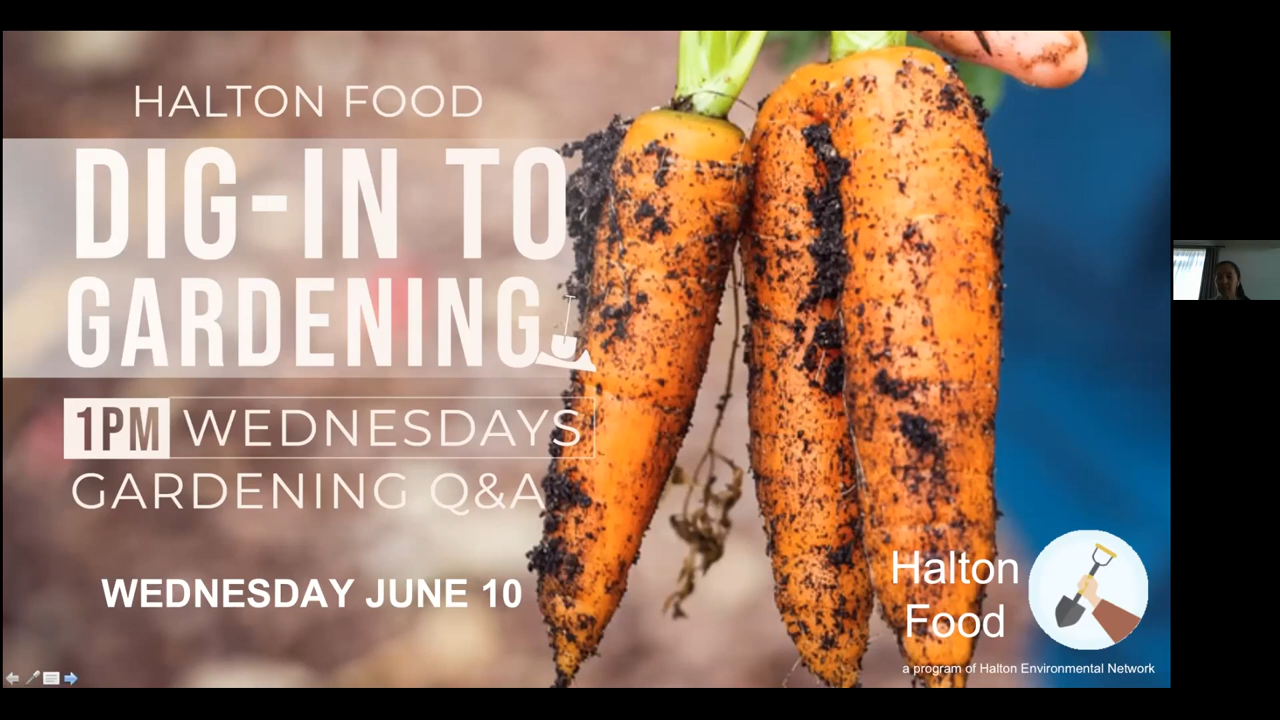 HALTON FOOD
DIG-IN TO
GARDENING
1PM WEDNESDAYS
GARDENING Q&A
WEDNESDAY JUNE 10
Halton
Food
a program of Halton Environmental Network